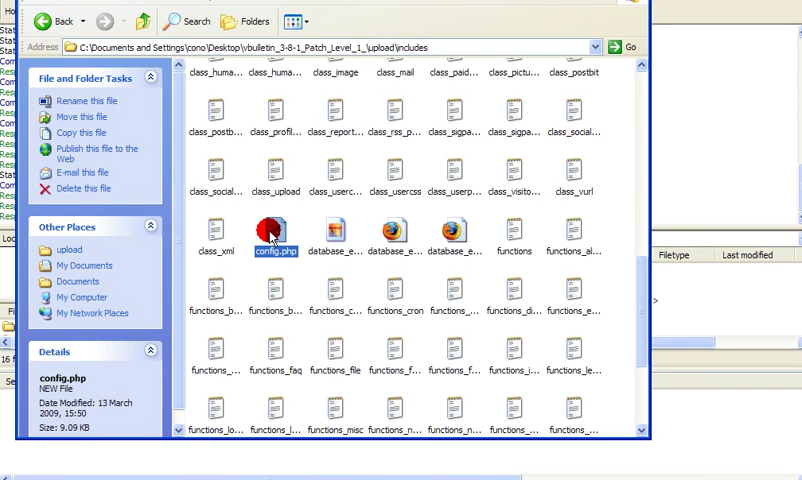 Ho
Stat
Back
Search
Folders
Address
C:\Documents and Settings\cono\Desktop\vbulletin_3-8-1_Patch_Level_1_\upload\includes
Go
File and Folder Tasks
Rename this file
Move this file
Copy this file
Publish this file to the
Web
E-mail this file
Delete this file
Other Places
upload
My Documents
Documents
My Computer
My Network Places
Details
config.php
NEW File
Date Modified: 13 March
2009, 15:50
Size: 9.09 KB
class_huma... class_huma... class_image class_mail class_paid... class_pictu... class_postbit
class_postb... class_profil... class_report... class_rss_p... class_sigpa... class_sigpa... class_social...
class_social... class_upload class_userc... class_usercss class_userp... class_visito... class_vurl
class_xml config.php database_e... database_e... database_e... functions functions_al...
functions_b... functions_b... functions_c... functions_cron functions_... functions_di... functions_e...
functions_... functions_faq functions_file functions_f... functions_f... functions_i... functions_le...
functions_lo... functions_l... functions_misc functions_n... functions_n... functions_n... functions_o...
Filetype
Last modified
16 f